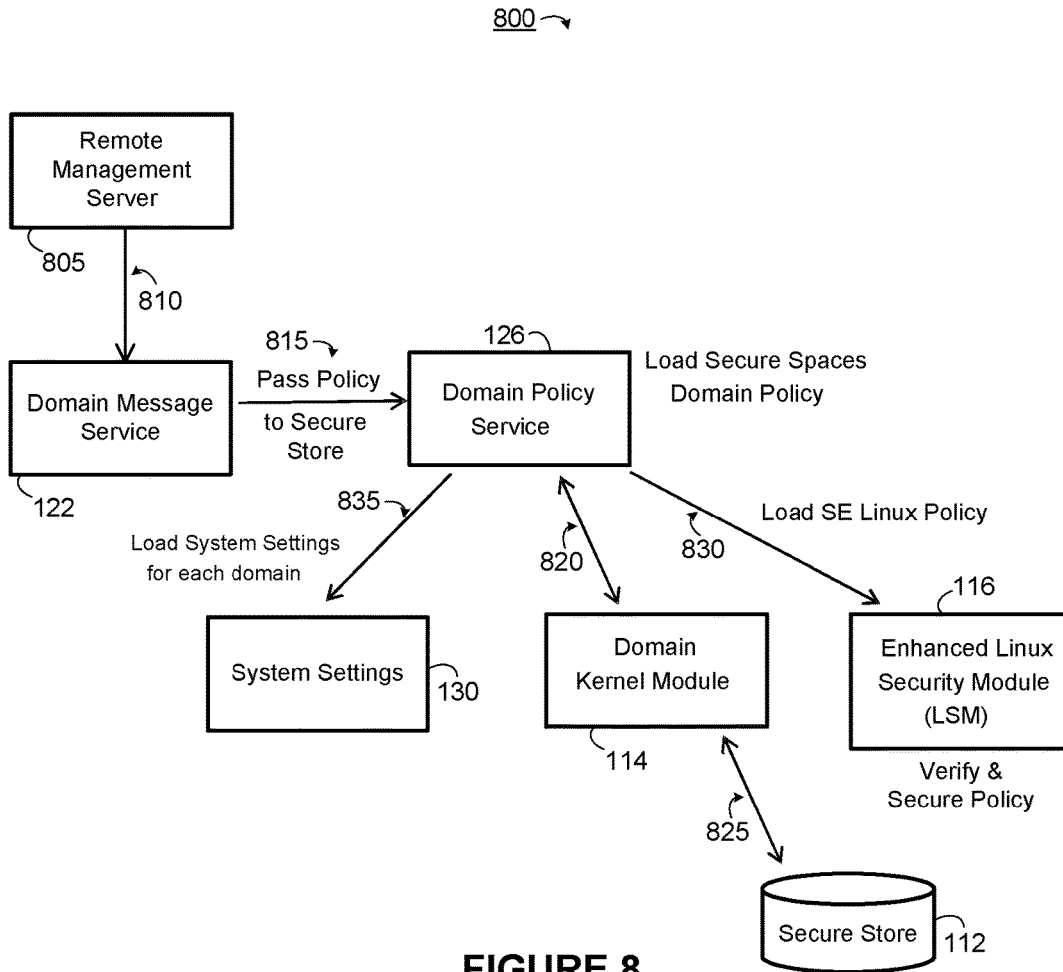 800
Remote
Management
Server
805
810
Domain Message
Service
122
815
Pass Policy
to Secure
Store
126
Domain Policy
Service
Load Secure Spaces
Domain Policy
835
Load System Settings
for each domain
820
830
Load SE Linux Policy
System Settings
130
Domain
Kernel Module
114
116
Enhanced Linux
Security Module
(LSM)
Verify &
Secure Policy
825
Secure Store
112
FIGURE 8